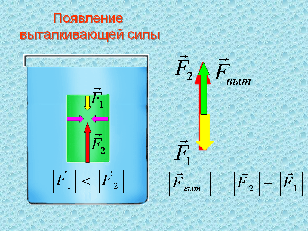 Появление
выталкивающей силы
F₁
F₂
|F₁| < |F₂|
F₂
Fвыт
F₁
|Fвыт| |F₂| − |F₁|